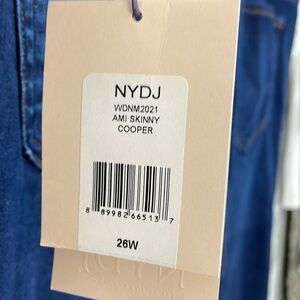 NYDJ
WDNM2021
AMI SKINNY
COOPER
8 89982 66513 7
26W